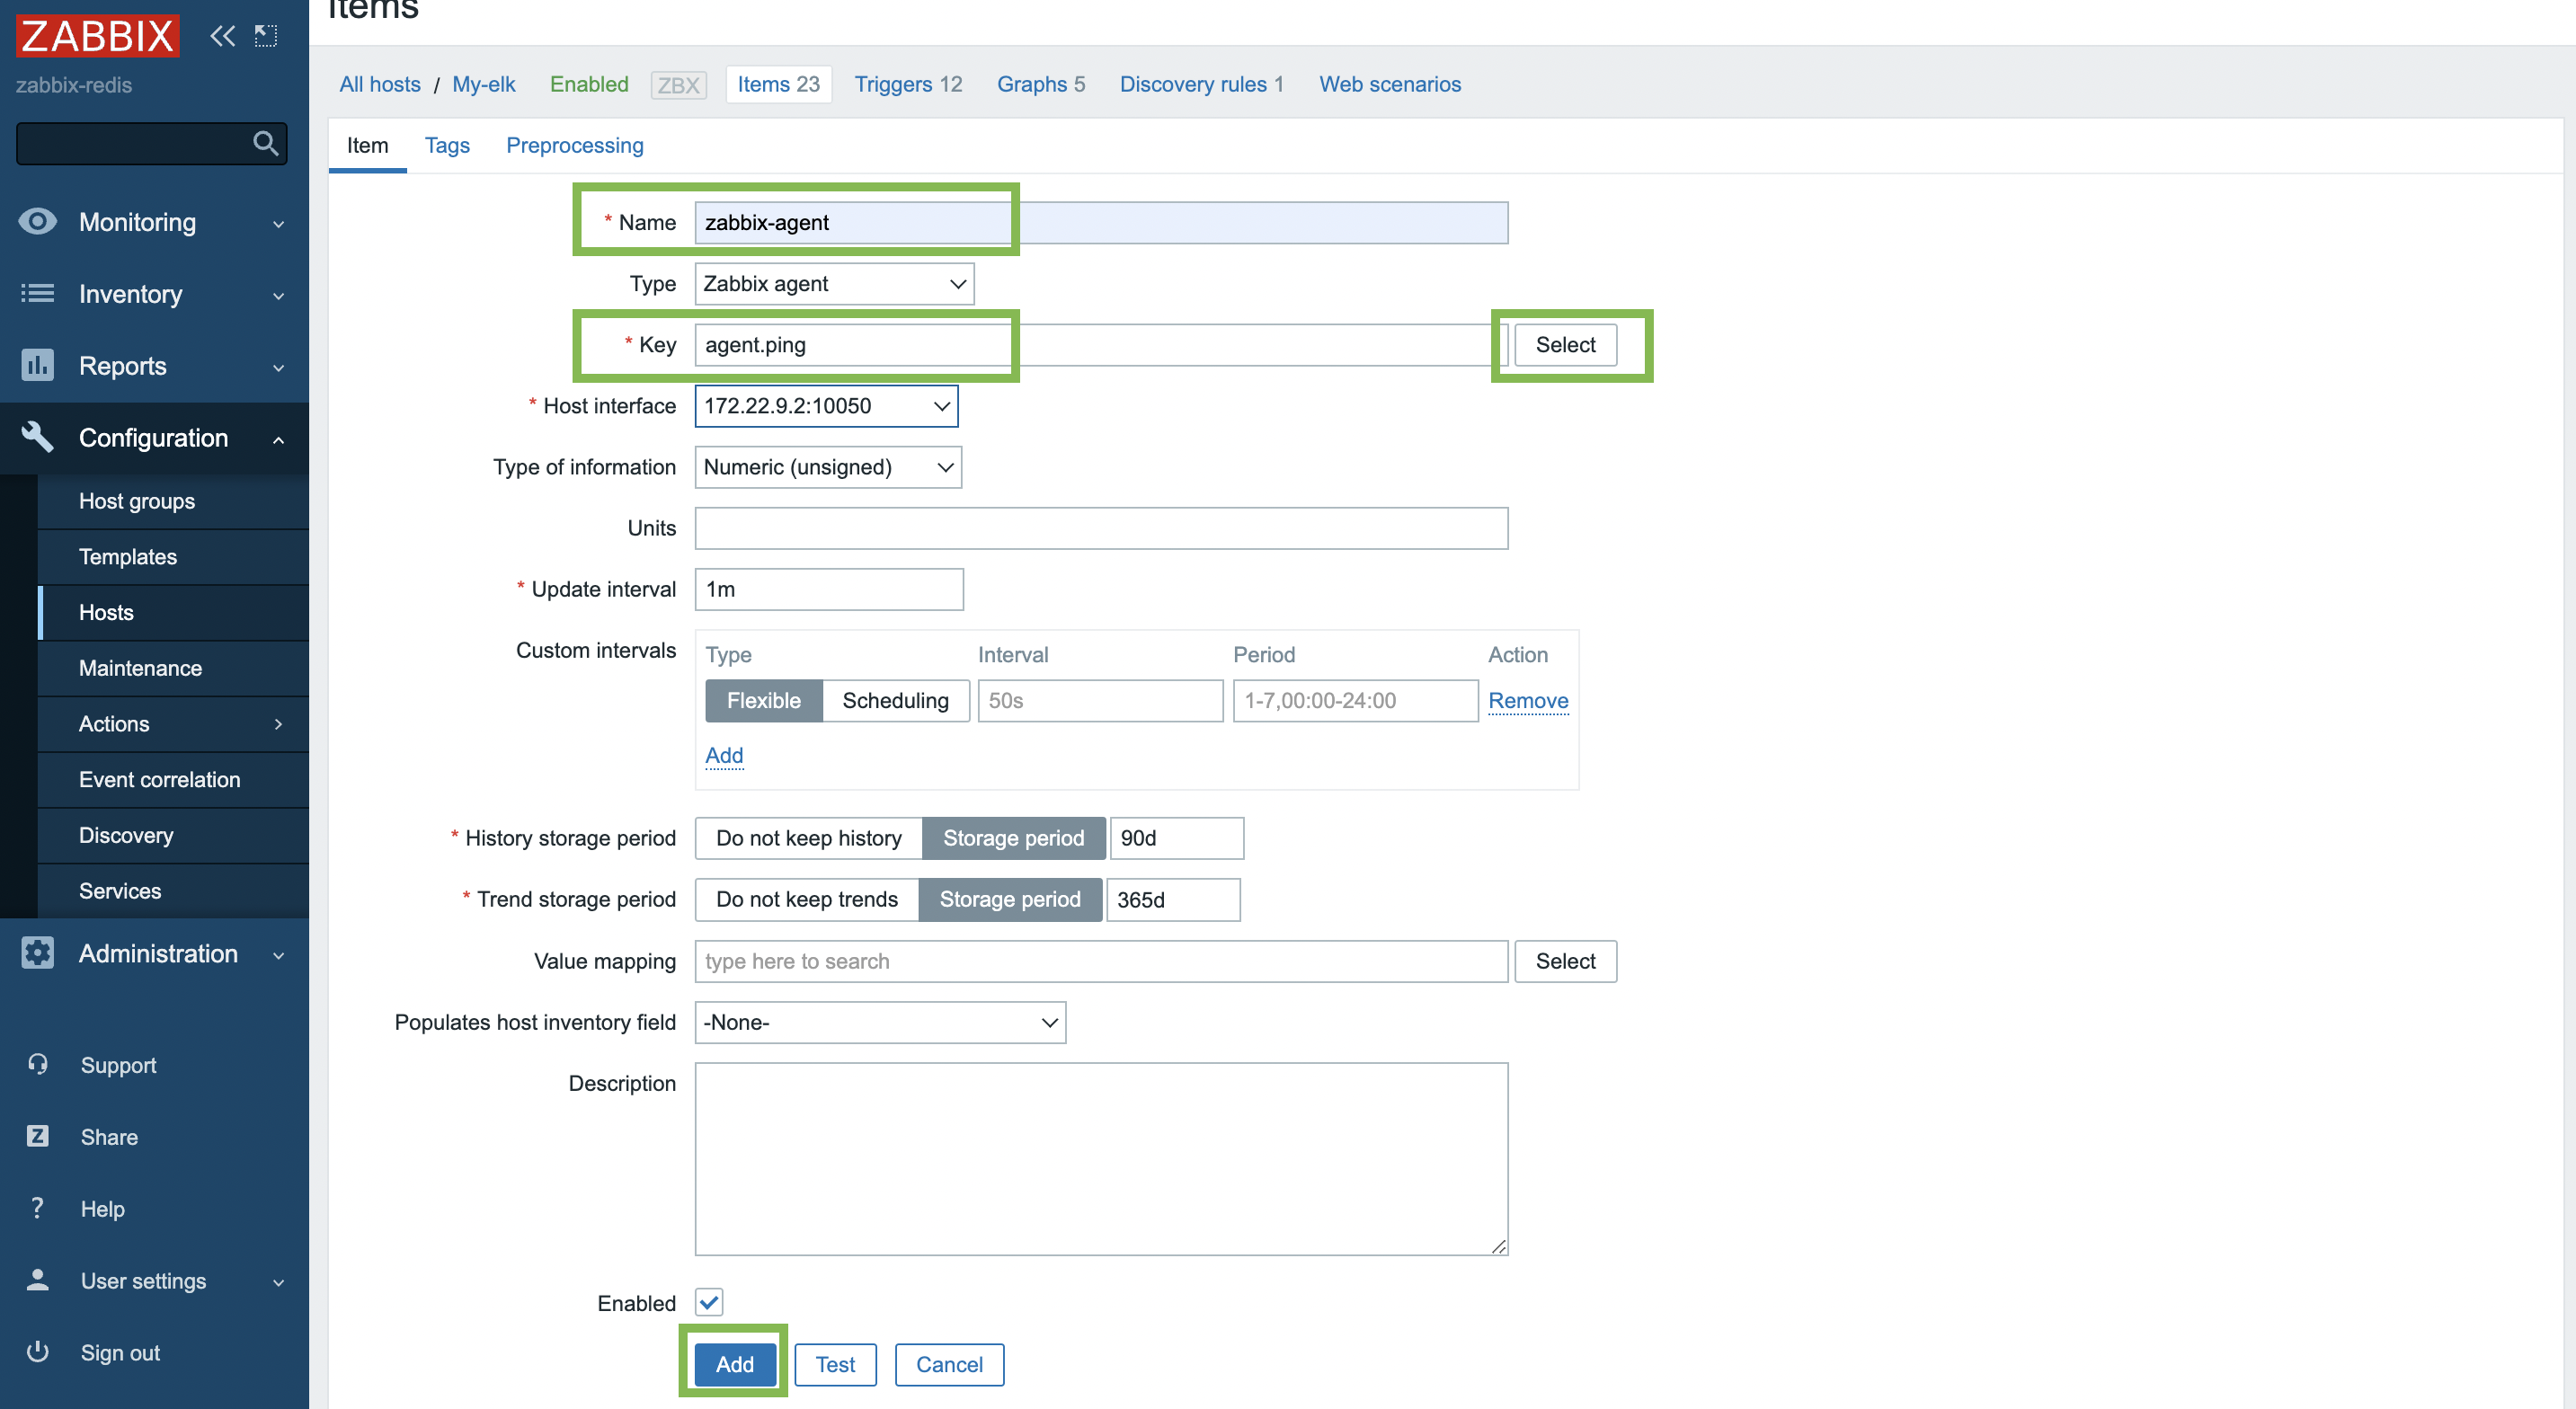 Items
ZABBIX
zabbix-redis
Monitoring
Inventory
Reports
Configuration
Host groups
Templates
Hosts
Maintenance
Actions
Event correlation
Discovery
Services
Administration
Support
Z Share
? Help
User settings
Sign out
All hosts / My-elk Enabled ZBX Items 23 Triggers 12 Graphs 5 Discovery rules 1 Web scenarios
Item Tags Preprocessing
* Name zabbix-agent
Type Zabbix agent
* Key agent.ping Select
* Host interface 172.22.9.2:10050
Type of information Numeric (unsigned)
Units
* Update interval 1m
Custom intervals Type Interval Period Action
Flexible Scheduling 50s 1-7,00:00-24:00 Remove
Add
* History storage period Do not keep history Storage period 90d
* Trend storage period Do not keep trends Storage period 365d
Value mapping type here to search Select
Populates host inventory field -None-
Description
Enabled
Add Test Cancel